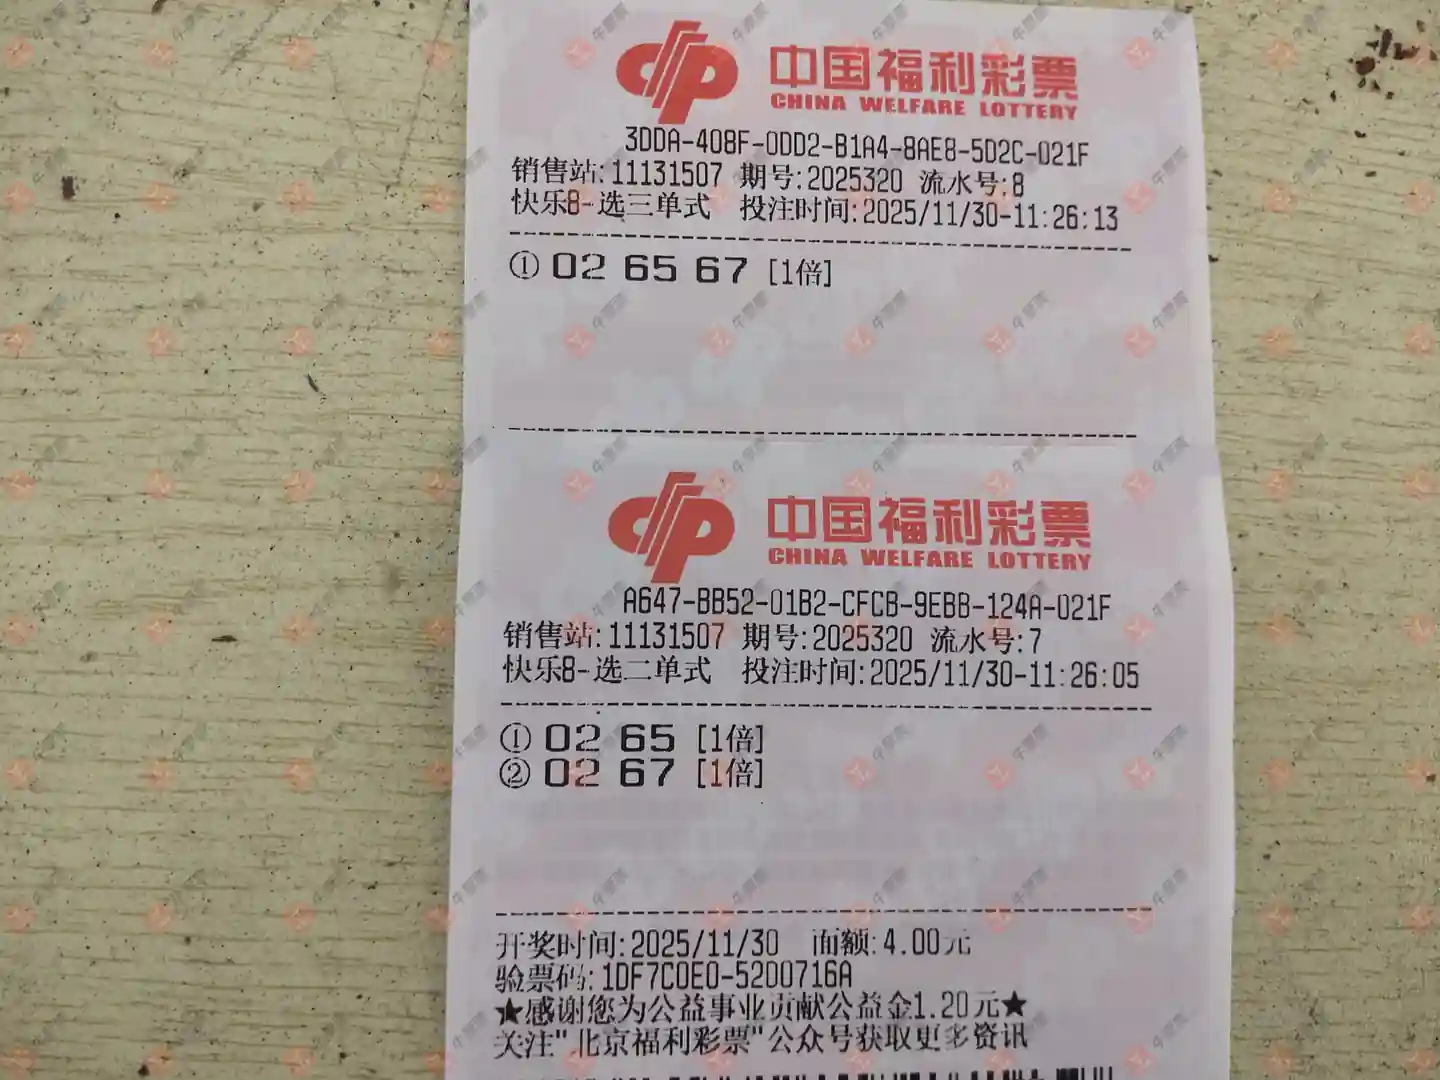 中国福利彩票
CHINA WELFARE LOTTERY
3DDA-408F-0DD2-B1A4-8AE8-5D2C-021F
销售站:11131507 期号:2025320 流水号:8
快乐8-选三单式 投注时间:2025/11/30-11:26:13
① 02 65 67 [1倍]
中国福利彩票
CHINA WELFARE LOTTERY
A647-BB52-01B2-CFCB-9EBB-124A-021F
销售站:11131507 期号:2025320 流水号:7
快乐8-选二单式 投注时间:2025/11/30-11:26:05
① 02 65 [1倍]
② 02 67 [1倍]
开奖时间:2025/11/30 面额:4.00元
验票码:1DF7C0E0-5200716A
★感谢您为公益事业贡献公益金1.20元★
关注"北京福利彩票"公众号获取更多资讯